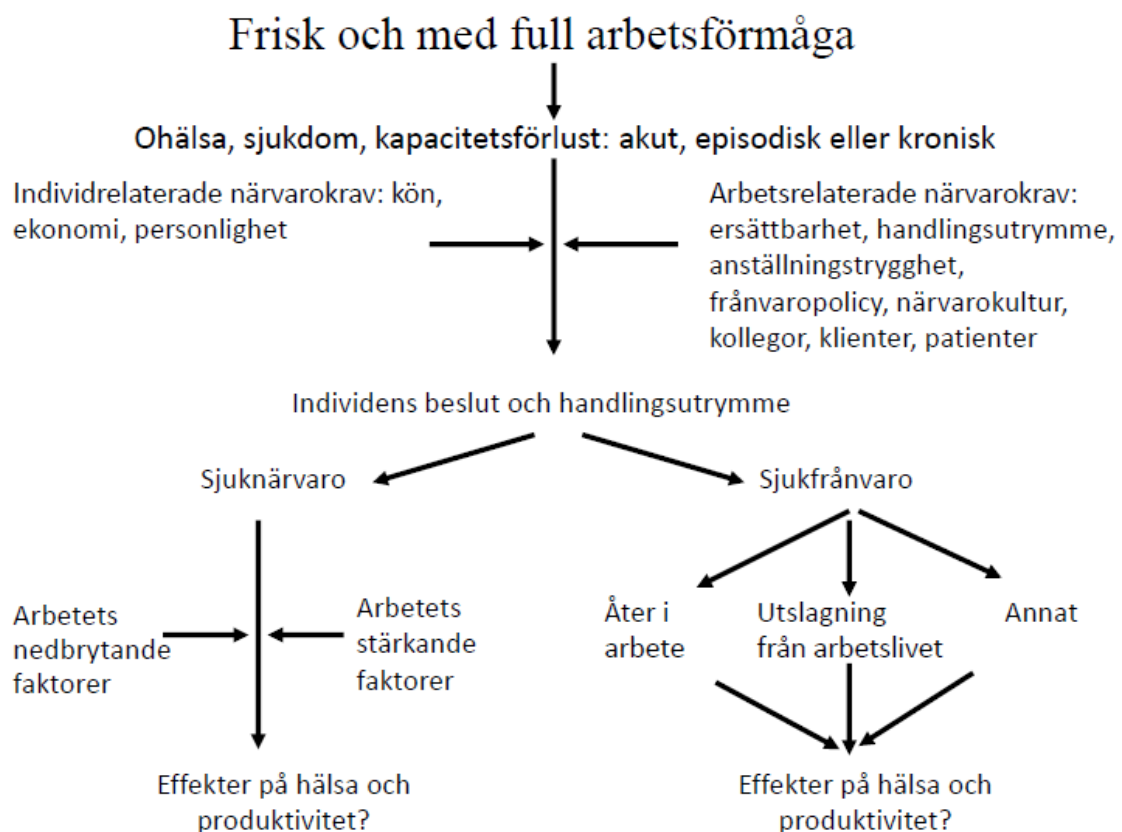 Frisk och med full arbetsförmåga
Ohälsa, sjukdom, kapacitetsförlust: akut, episodisk eller kronisk
Individrelaterade närvarokrav: kön,
ekonomi, personlighet
Arbetsrelaterade närvarokrav:
ersättbarhet, handlingsutrymme,
anställningstrygghet,
frånvaropolicy, närvarokultur,
kollegor, klienter, patienter
Individens beslut och handlingsutrymme
Sjuknärvaro
Sjukfrånvaro
Arbetets
nedbrytande
faktorer
Arbetets
stärkande
faktorer
Åter i
arbete
Utslagning
från arbetslivet
Annat
Effekter på hälsa och
produktivitet?
Effekter på hälsa och
produktivitet?